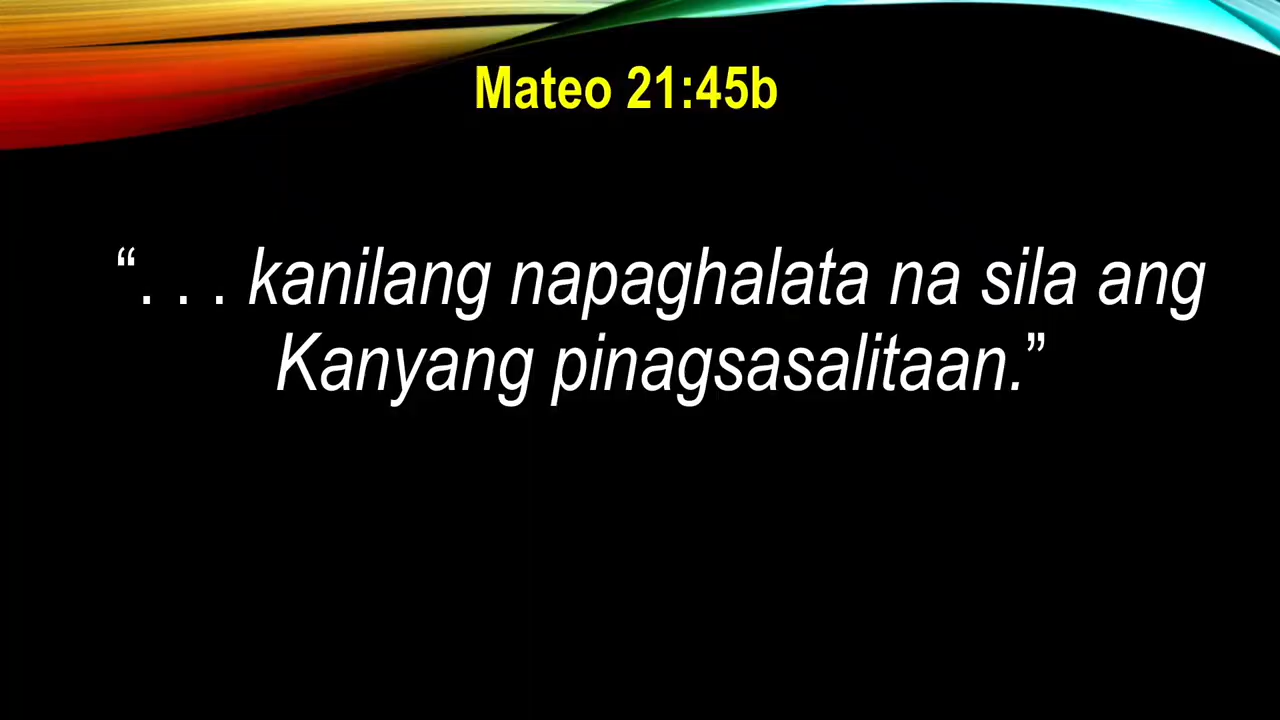 Mateo 21:45b
“. . . kanilang napaghalata na sila ang
Kanyang pinagsasalitaan.”